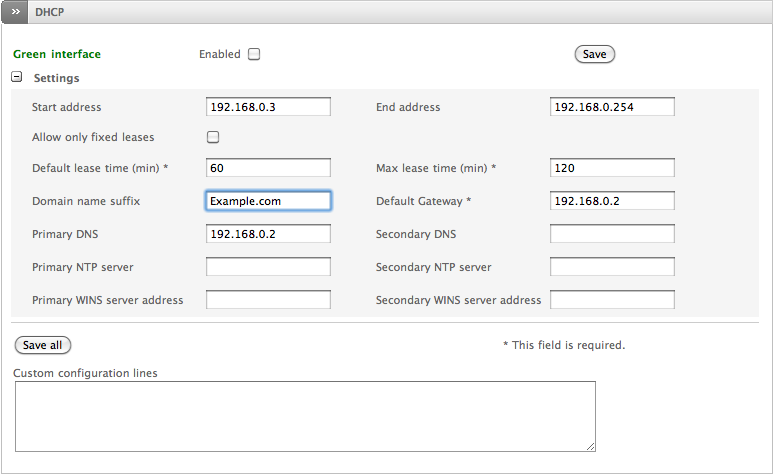 DHCP
Green interface Enabled Save
Settings
Start address 192.168.0.3 End address 192.168.0.254
Allow only fixed leases
Default lease time (min) * 60 Max lease time (min) * 120
Domain name suffix Example.com Default Gateway * 192.168.0.2
Primary DNS 192.168.0.2 Secondary DNS
Primary NTP server Secondary NTP server
Primary WINS server address Secondary WINS server address
Save all * This field is required.
Custom configuration lines